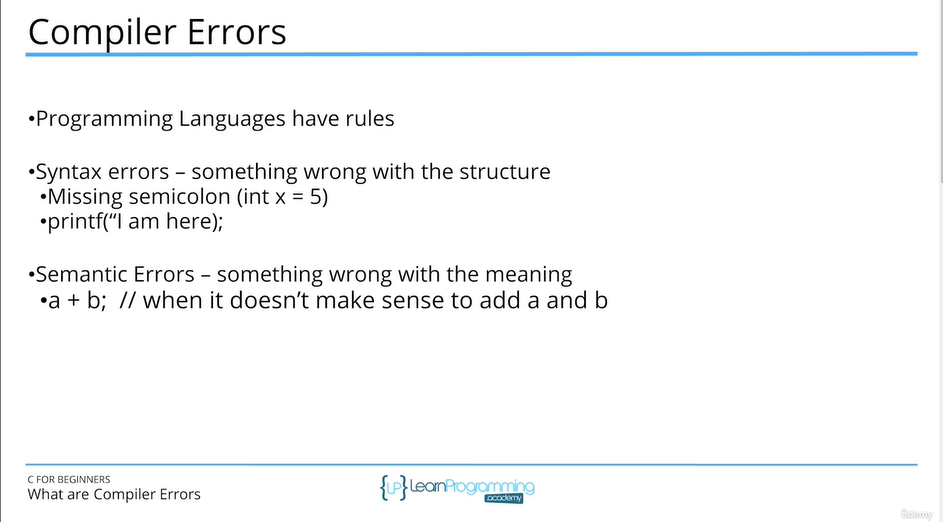 Compiler Errors
•Programming Languages have rules
•Syntax errors – something wrong with the structure
•Missing semicolon (int x = 5)
•printf(“I am here);
•Semantic Errors – something wrong with the meaning
•a + b;  // when it doesn’t make sense to add a and b
C FOR BEGINNERS
What are Compiler Errors
{LP} LearnProgramming
.academy
ûdemy